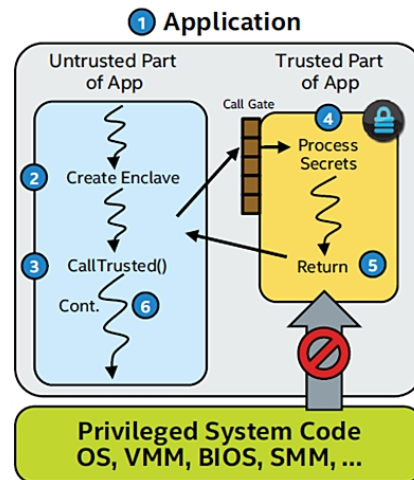 1 Application
Untrusted Part
of App
Trusted Part
of App
Call Gate
2 Create Enclave
3 CallTrusted()
Cont. 6
4
Process
Secrets
Return 5
Privileged System Code
OS, VMM, BIOS, SMM, ...